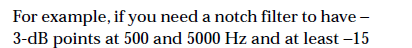 For example, if you need a notch filter to have –
3-dB points at 500 and 5000 Hz and at least –15